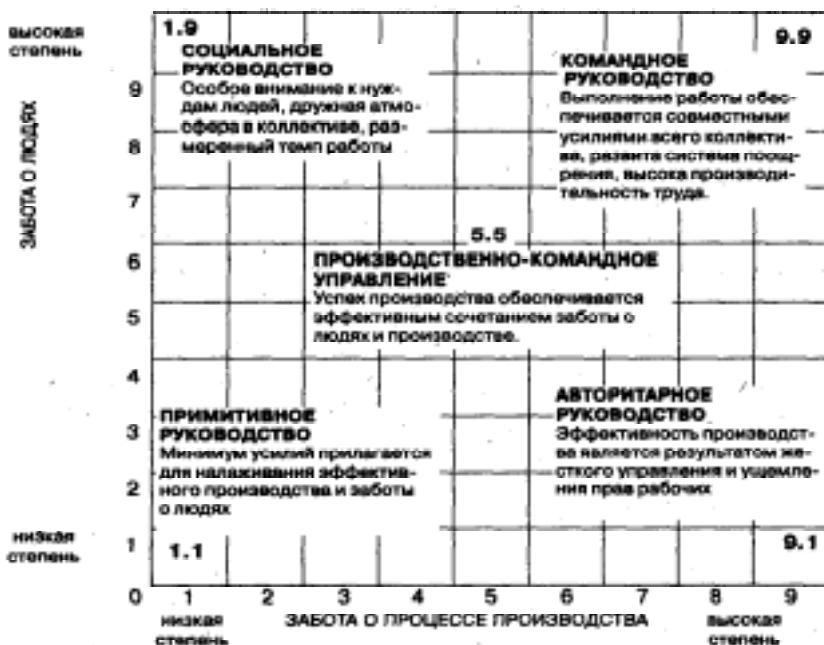 высокая
степень
ЗАБОТА О ЛЮДЯХ
низкая
степень
9
8
7
6
5
4
3
2
1
0
1.9
СОЦИАЛЬНОЕ
РУКОВОДСТВО
Особое внимание к нуж-
дам людей, дружная атмо-
сфера в коллективе, раз-
меренный темп работы
9.9
КОМАНДНОЕ
РУКОВОДСТВО
Выполнение работы обес-
печивается совместными
усилиями всего коллекти-
ва, развита система поощ-
рения, высока производи-
тельность труда.
5.5
ПРОИЗВОДСТВЕННО-КОМАНДНОЕ
УПРАВЛЕНИЕ
Успех производства обеспечивается
эффективным сочетанием заботы о
людях и производстве.
ПРИМИТИВНОЕ
РУКОВОДСТВО
Минимум усилий прилагается
для налаживания эффектив-
ного производства и заботы
о людях
1.1
АВТОРИТАРНОЕ
РУКОВОДСТВО
Эффективность производст-
ва является результатом же-
сткого управления и ущемле-
ния прав рабочих
9.1
1 2 3 4 5 6 7 8 9
низкая
степень
ЗАБОТА О ПРОЦЕССЕ ПРОИЗВОДСТВА
высокая
степень